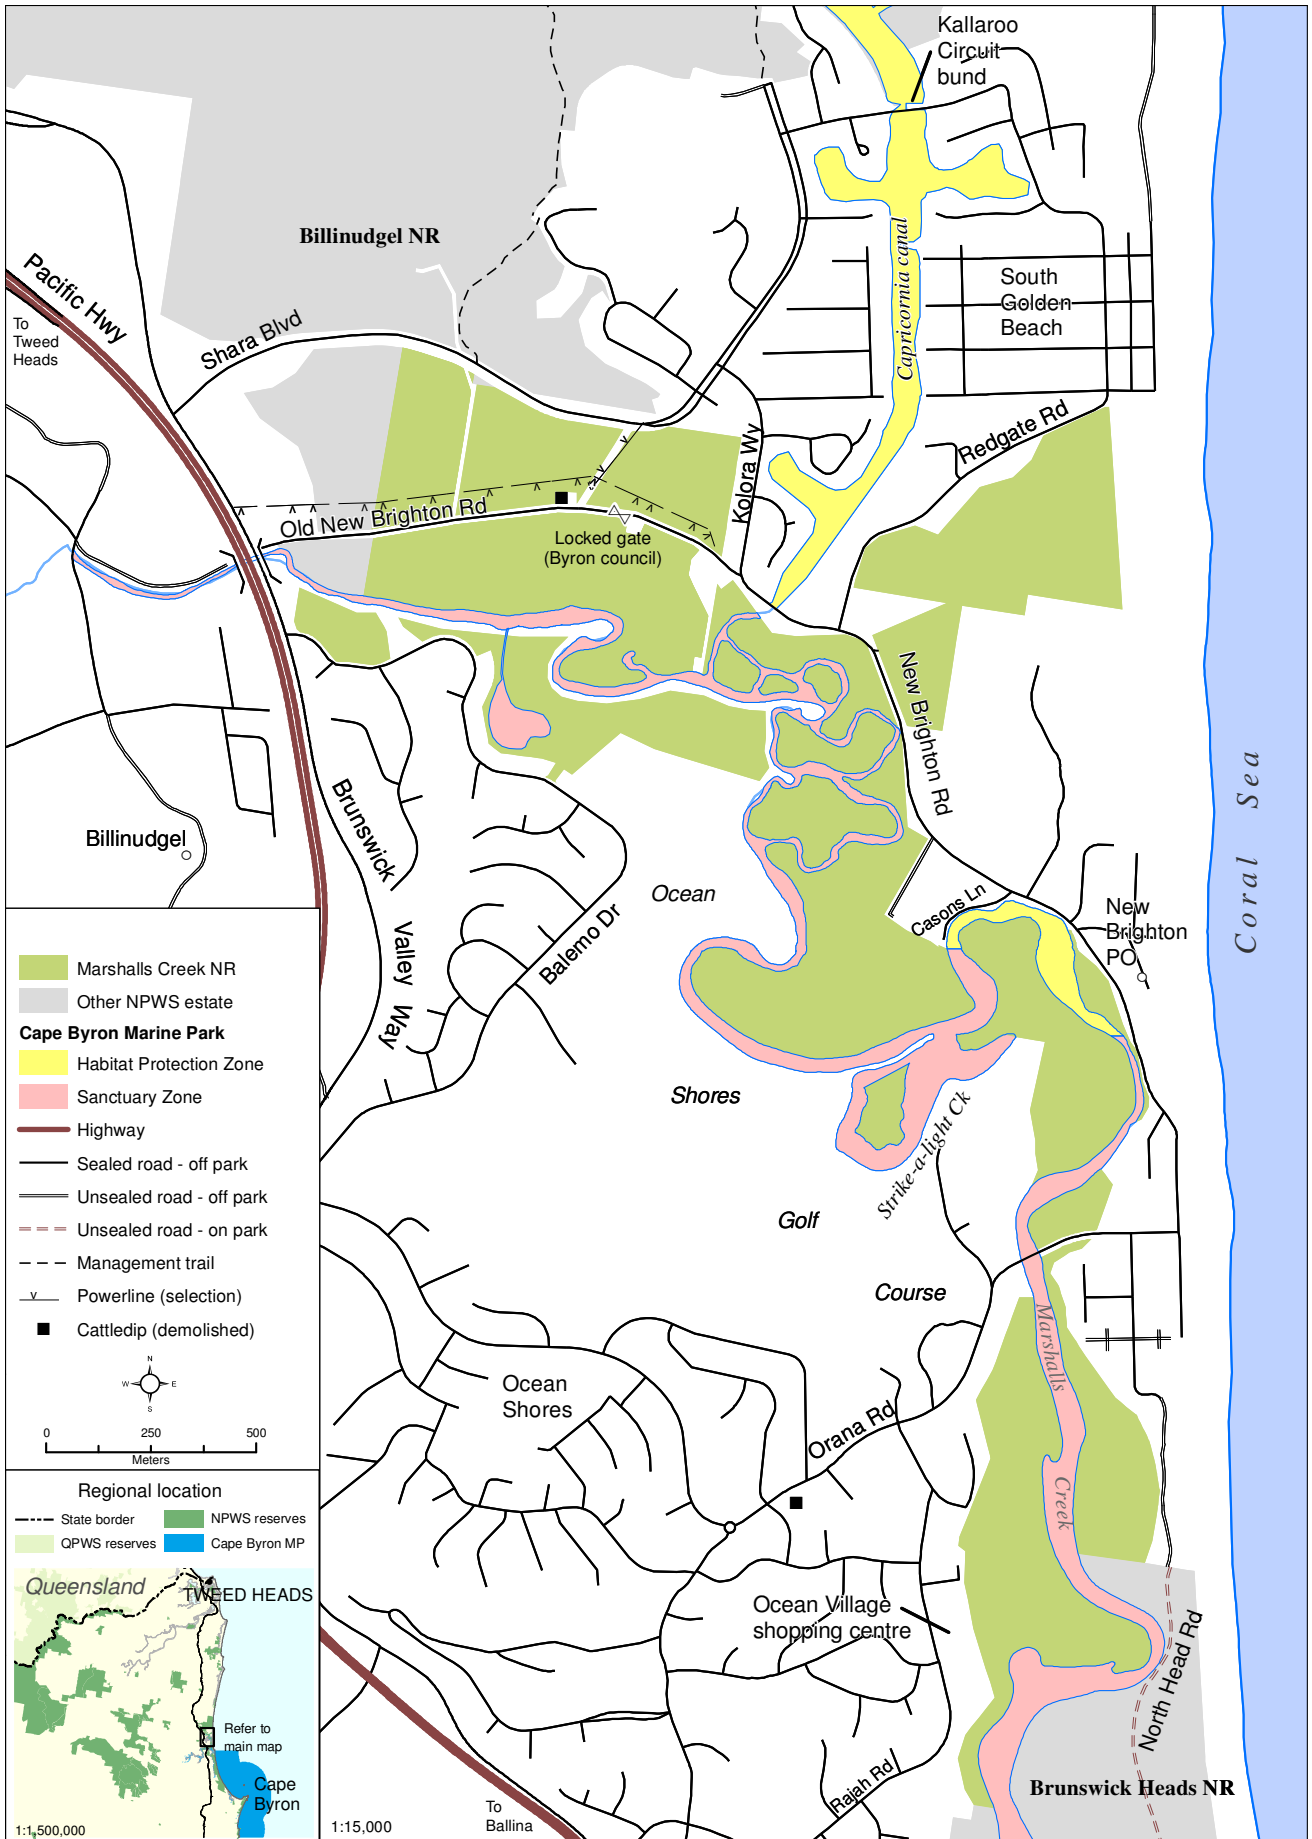 Kallaroo
Circuit
bund
Billinudgel NR
Pacific Hwy
To
Tweed
Heads
Shara Blvd
Capricornia canal
South
Golden
Beach
Redgate Rd
Kolora Wy
Old New Brighton Rd
Locked gate
(Byron council)
New Brighton Rd
Coral Sea
Brunswick
Valley Way
Billinudgel
Balemo Dr
Ocean
Casons Ln
New
Brighton
PO
Shores
Strike-a-light Ck
Golf
Course
Marshalls
Creek
Ocean
Shores
Orana Rd
Ocean Village
shopping centre
North Head Rd
Rajah Rd
Brunswick Heads NR
To
Ballina
1:15,000
Marshalls Creek NR
Other NPWS estate
Cape Byron Marine Park
Habitat Protection Zone
Sanctuary Zone
Highway
Sealed road - off park
Unsealed road - off park
Unsealed road - on park
Management trail
v Powerline (selection)
Cattledip (demolished)
N
W E
S
0 250 500
Meters
Regional location
State border NPWS reserves
QPWS reserves Cape Byron MP
Queensland
TWEED HEADS
Refer to
main map
Cape
Byron
1:1,500,000